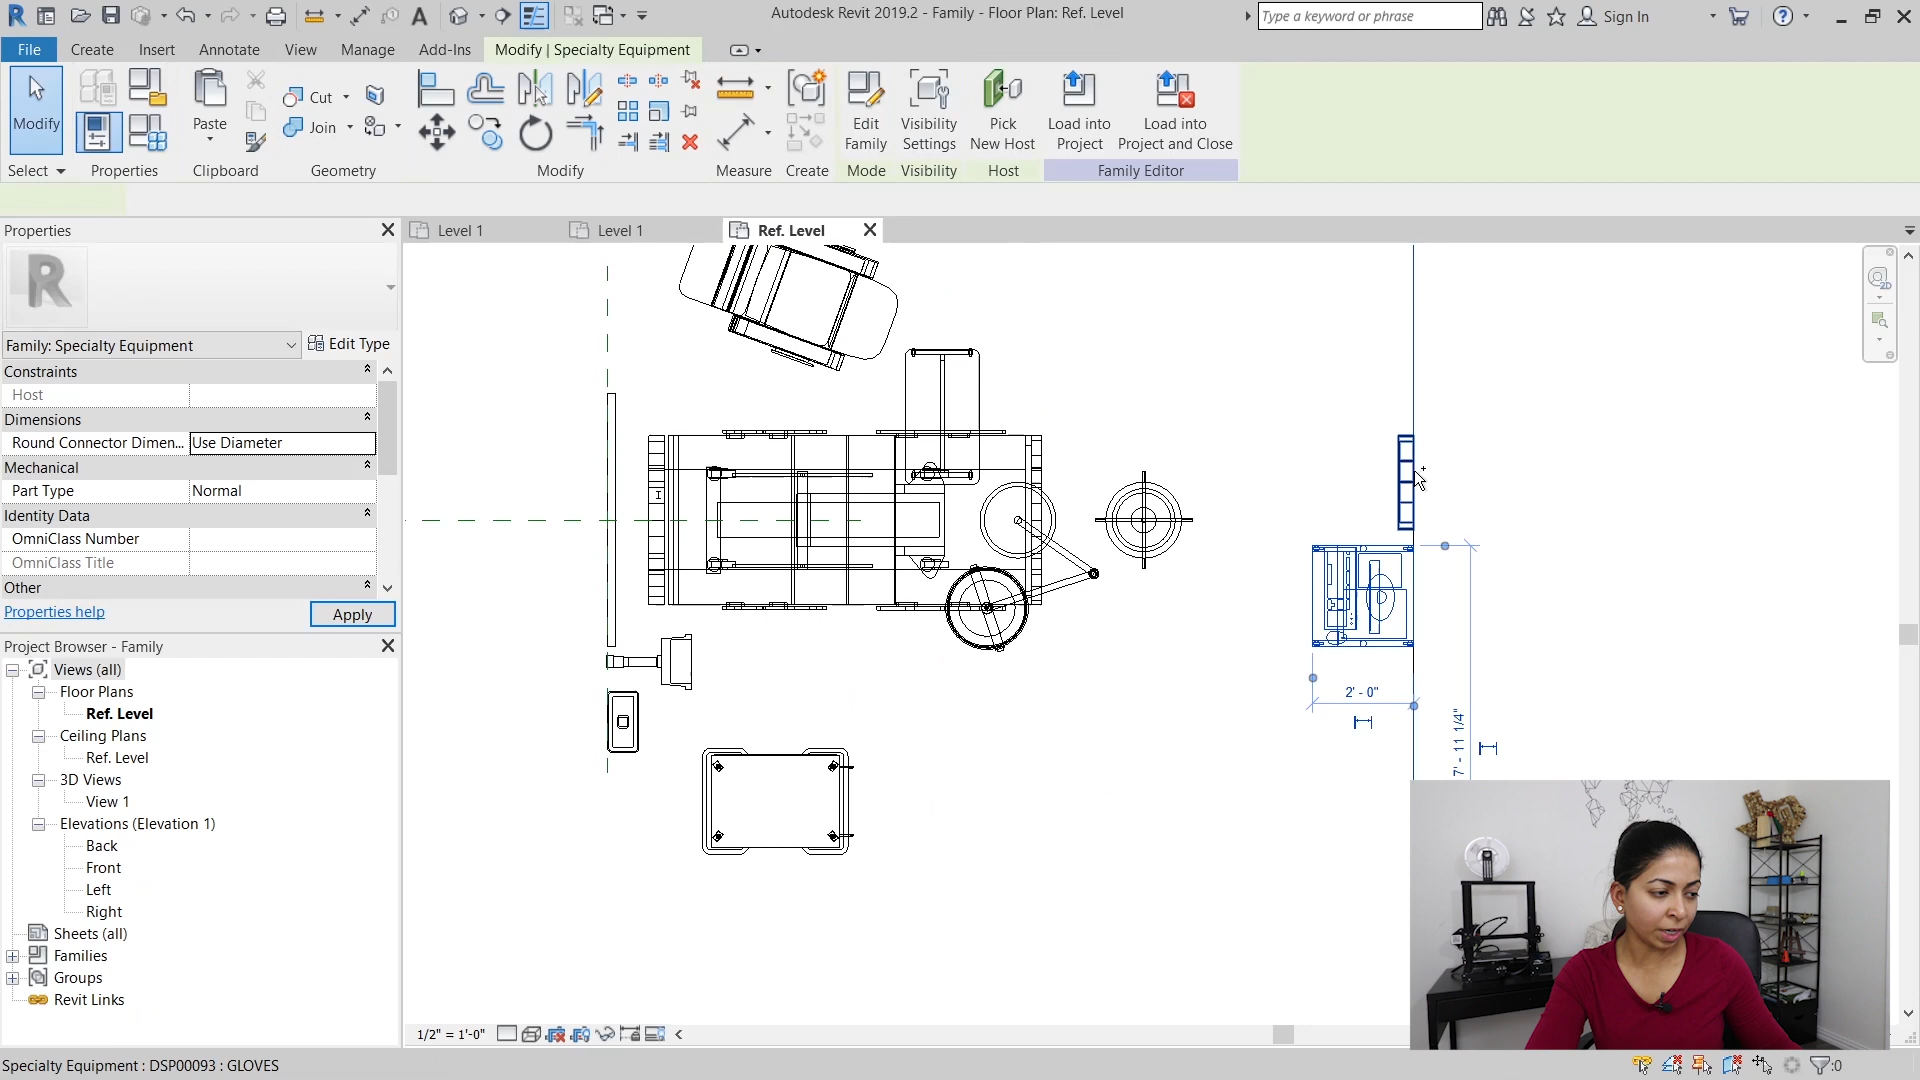 Autodesk Revit 2019.2 - Family - Floor Plan: Ref. Level
Type a keyword or phrase
Sign In
File
Create
Insert
Annotate
View
Manage
Add-Ins
Modify | Specialty Equipment
Modify
Paste
Cut
Join
Edit
Family
Visibility
Settings
Pick
New Host
Load into
Project
Load into
Project and Close
Select
Properties
Clipboard
Geometry
Modify
Measure
Create
Mode
Visibility
Host
Family Editor
Properties
Level 1
Level 1
Ref. Level
Family: Specialty Equipment
Edit Type
Constraints
Host
Dimensions
Round Connector Dimen...
Use Diameter
Mechanical
Part Type
Normal
Identity Data
OmniClass Number
OmniClass Title
Other
Properties help
Apply
Project Browser - Family
Views (all)
Floor Plans
Ref. Level
Ceiling Plans
Ref. Level
3D Views
View 1
Elevations (Elevation 1)
Back
Front
Left
Right
Sheets (all)
Families
Groups
Revit Links
2' - 0"
7' - 11 1/4"
2D
1/2" = 1'-0"
Specialty Equipment : DSP00093 : GLOVES
:0